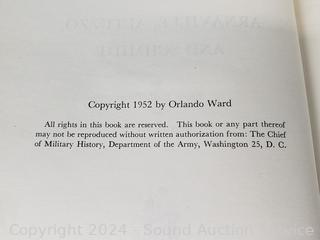 Copyright 1952 by Orlando Ward
All rights in this book are reserved. This book or any part thereof
may not be reproduced without written authorization from: The Chief
of Military History, Department of the Army, Washington 25, D. C.
Copyright 2024 - Sound Auction Service